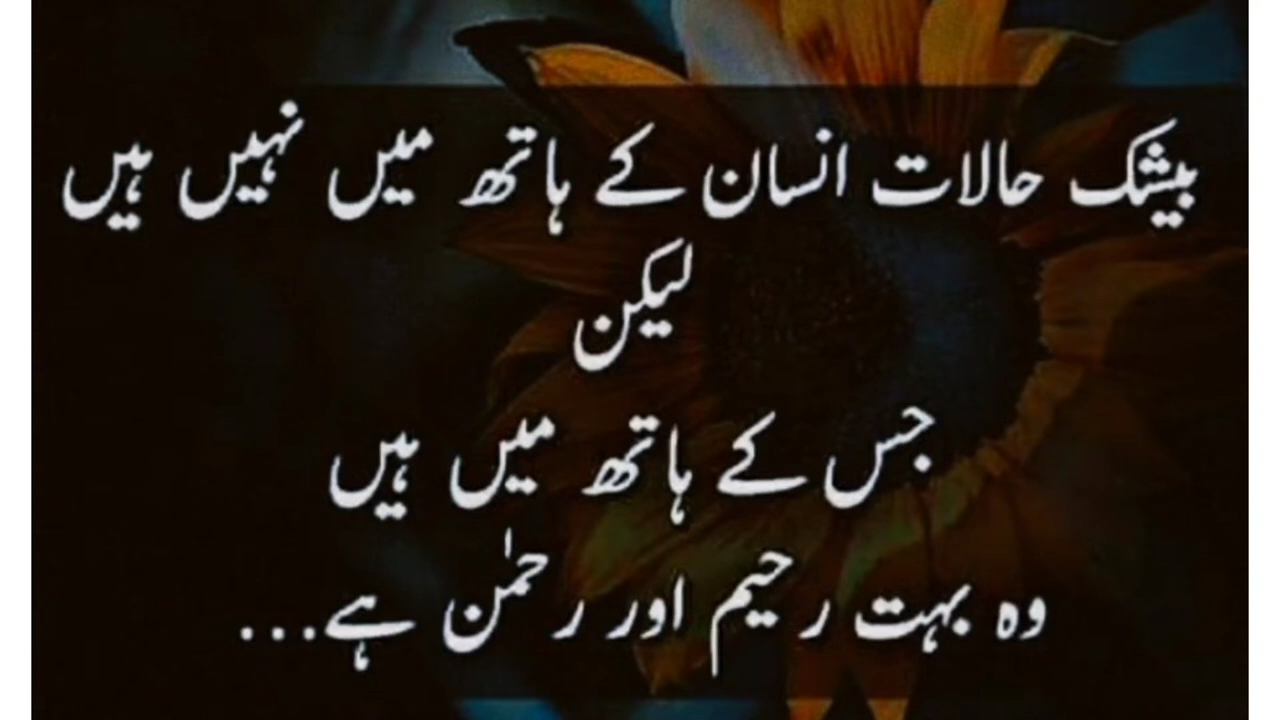 بیشک حالات انسان کے ہاتھ میں نہیں ہیں
لیکن
جس کے ہاتھ میں ہیں
وہ بہت رحیم اور رحمٰن ہے...